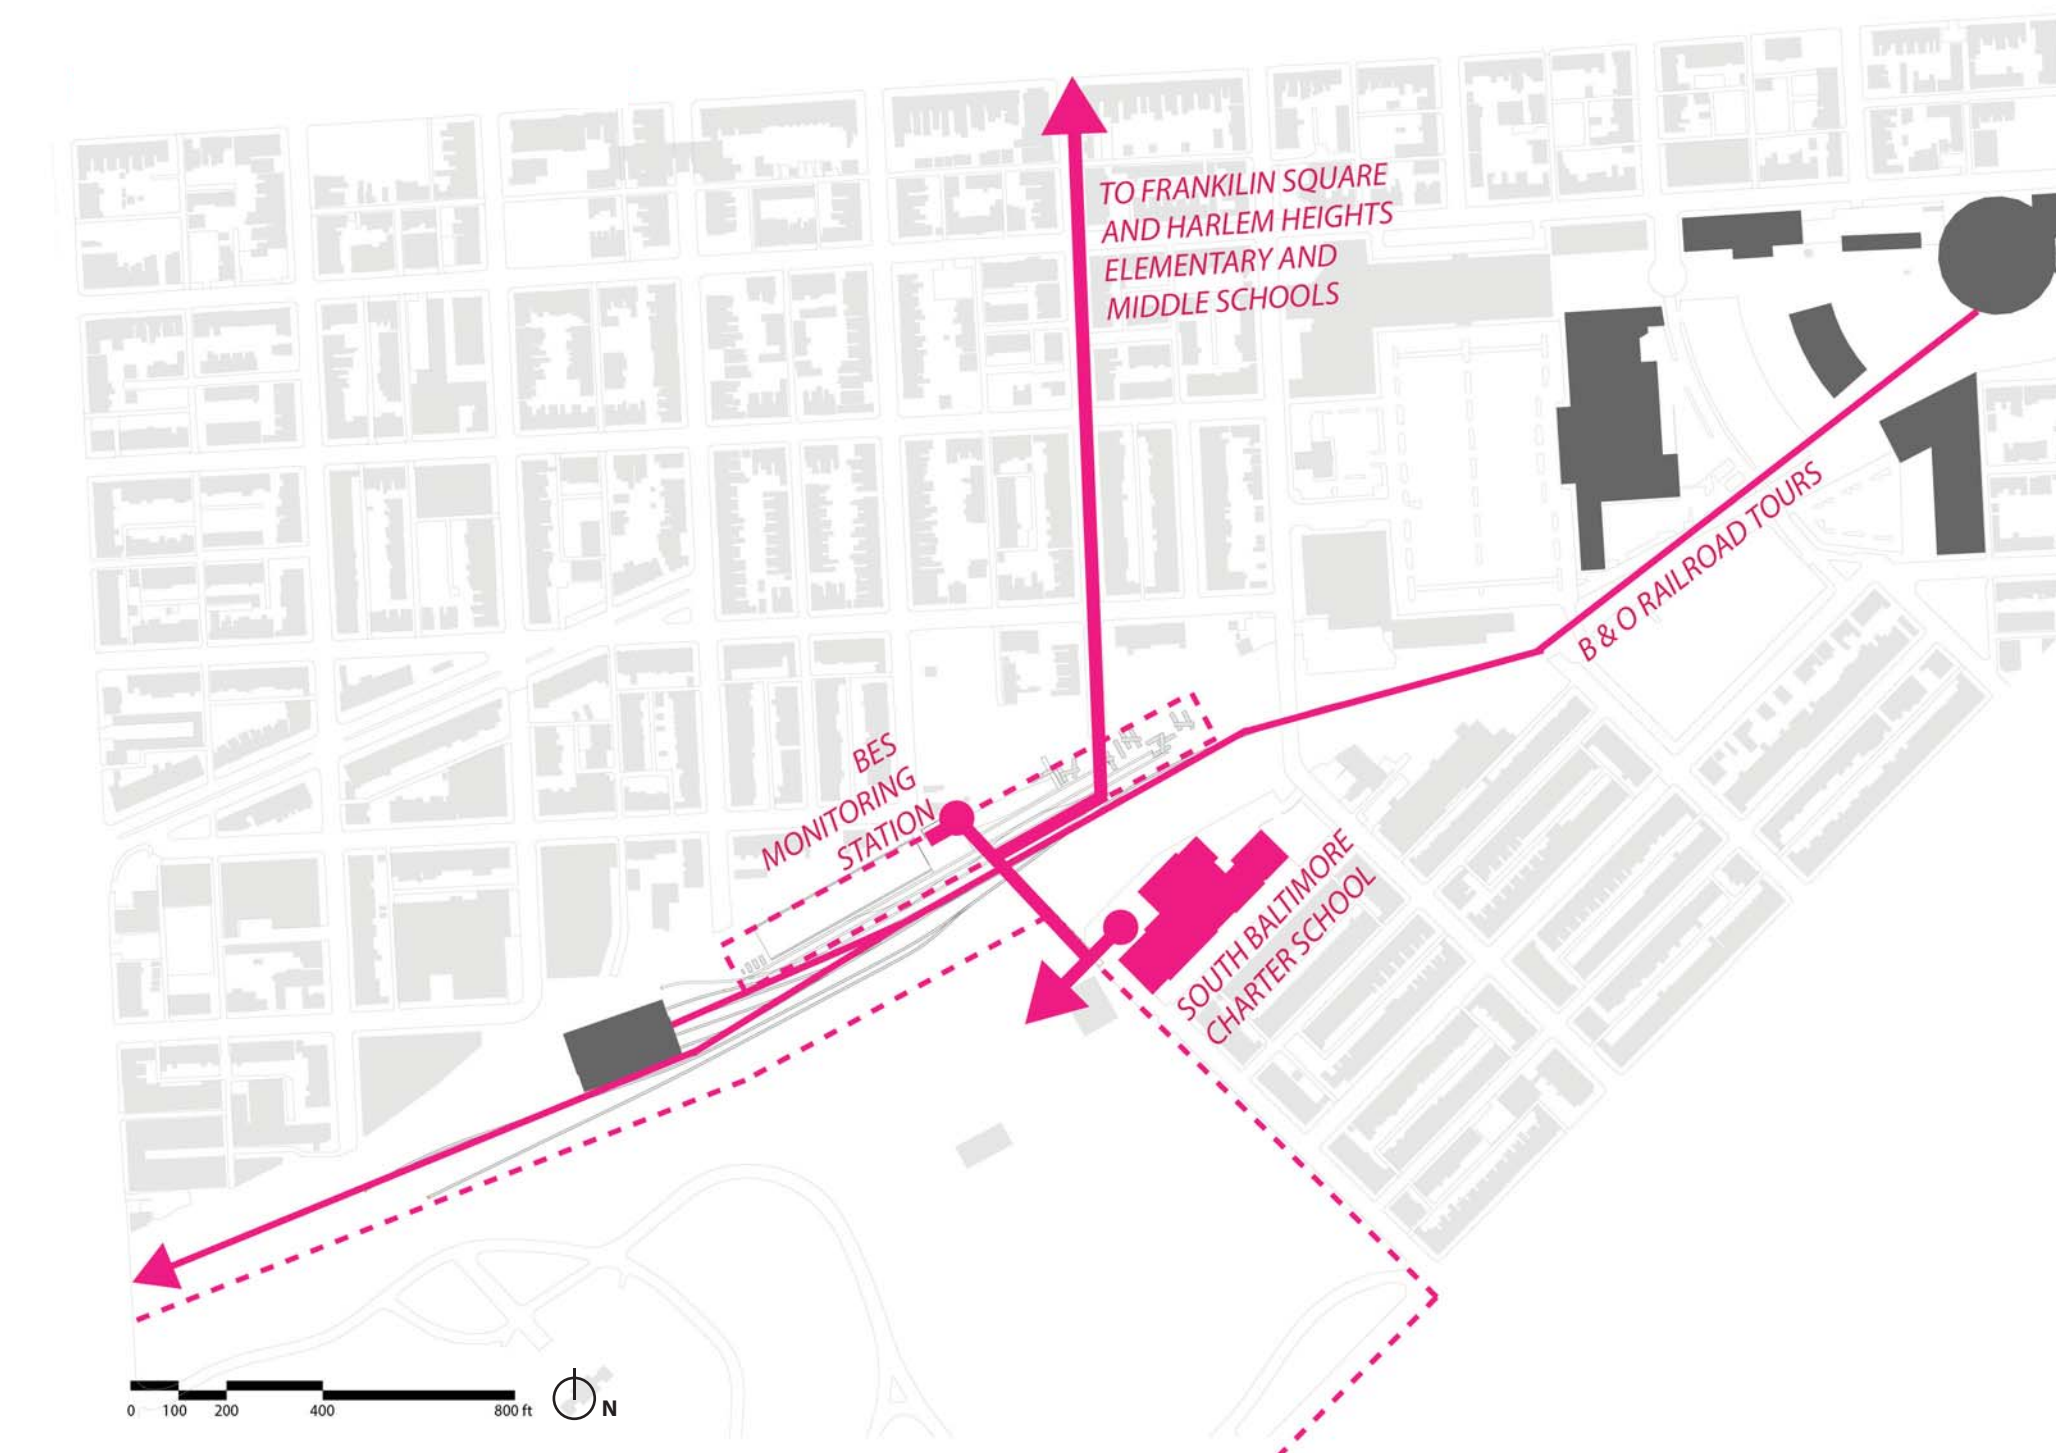 TO FRANKILIN SQUARE
AND HARLEM HEIGHTS
ELEMENTARY AND
MIDDLE SCHOOLS
B & O RAILROAD TOURS
BES
MONITORING
STATION
SOUTH BALTIMORE
CHARTER SCHOOL
0 100 200 400 800 ft
N